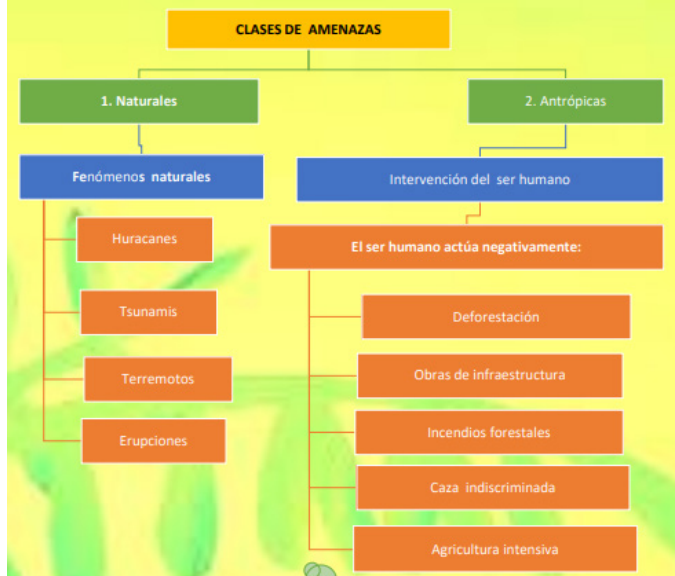 CLASES DE AMENAZAS
1. Naturales
2. Antrópicas
Fenómenos naturales
Intervención del ser humano
Huracanes
El ser humano actúa negativamente:
Tsunamis
Deforestación
Terremotos
Obras de infraestructura
Erupciones
Incendios forestales
Caza indiscriminada
Agricultura intensiva